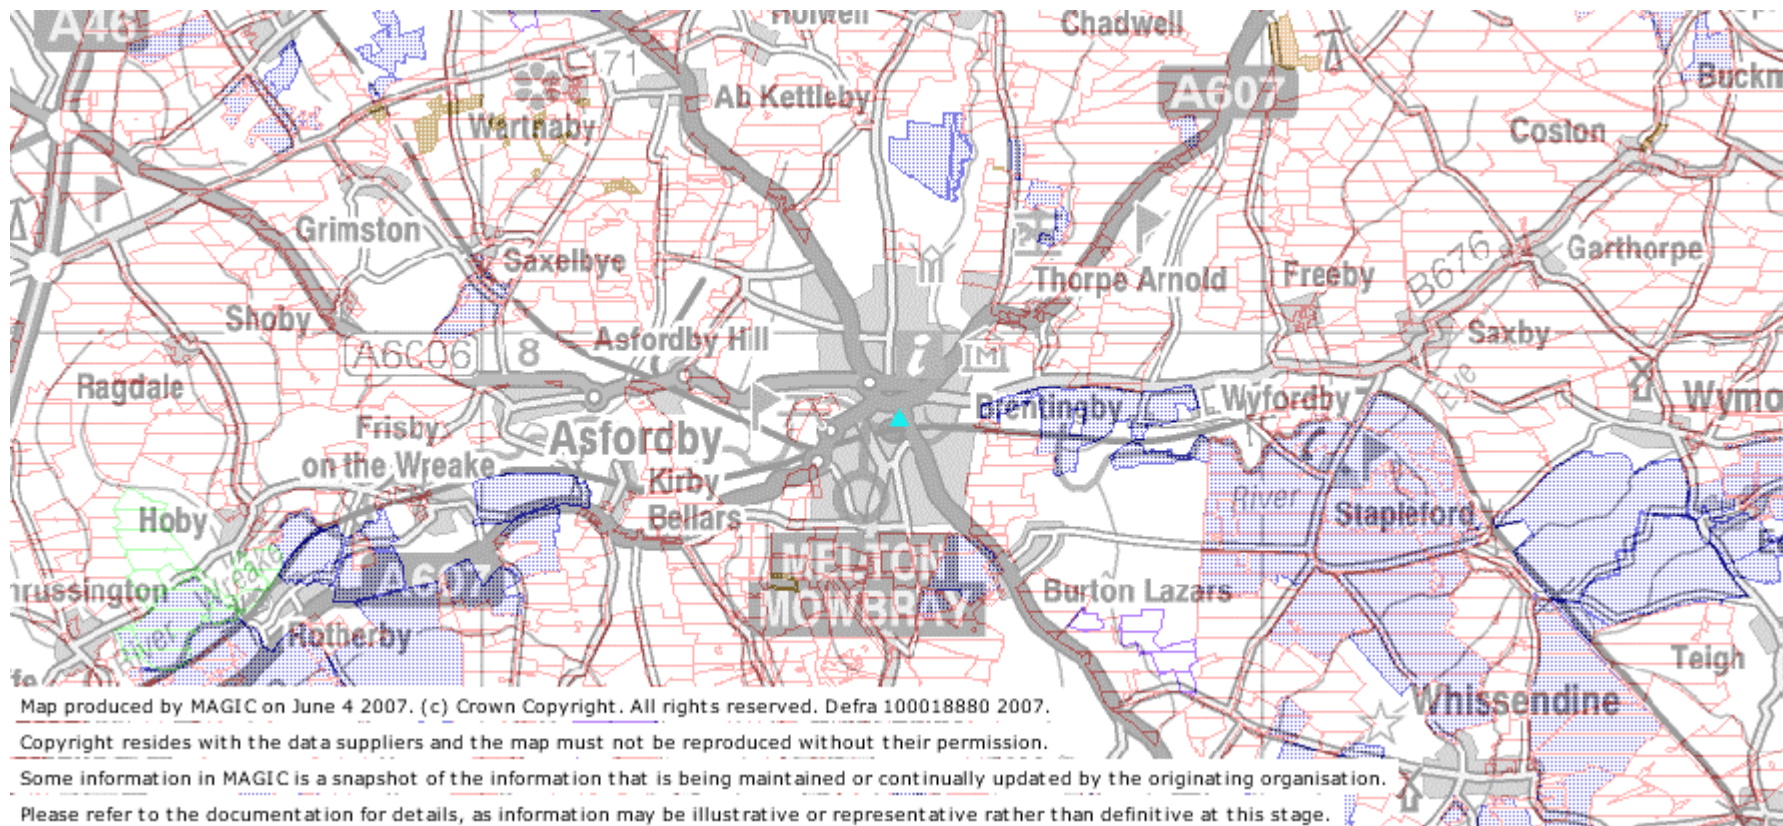 A46
Holwell
Chadwell
171
Ab Kettleby
A607
Buckm
Wartnaby
Coston
Grimston
Saxelbye
Thorpe Arnold
Freeby
B676
Garthorpe
Shoby
Asfordby Hill
Saxby
A6006
8
i
M
Ragdale
Brentingby
Wyfordby
Eye
Wymo
Frisby
on the Wreake
Asfordby
Kirby
Bellars
River
Stapleford
Hoby
Wreake
MELTON
MOWBRAY
A607
hrussington
Burton Lazars
River
Rotherby
Teigh
ffe
Whissendine
Map produced by MAGIC on June 4 2007. (c) Crown Copyright. All rights reserved. Defra 100018880 2007.
Copyright resides with the data suppliers and the map must not be reproduced without their permission.
Some information in MAGIC is a snapshot of the information that is being maintained or continually updated by the originating organisation.
Please refer to the documentation for details, as information may be illustrative or representative rather than definitive at this stage.